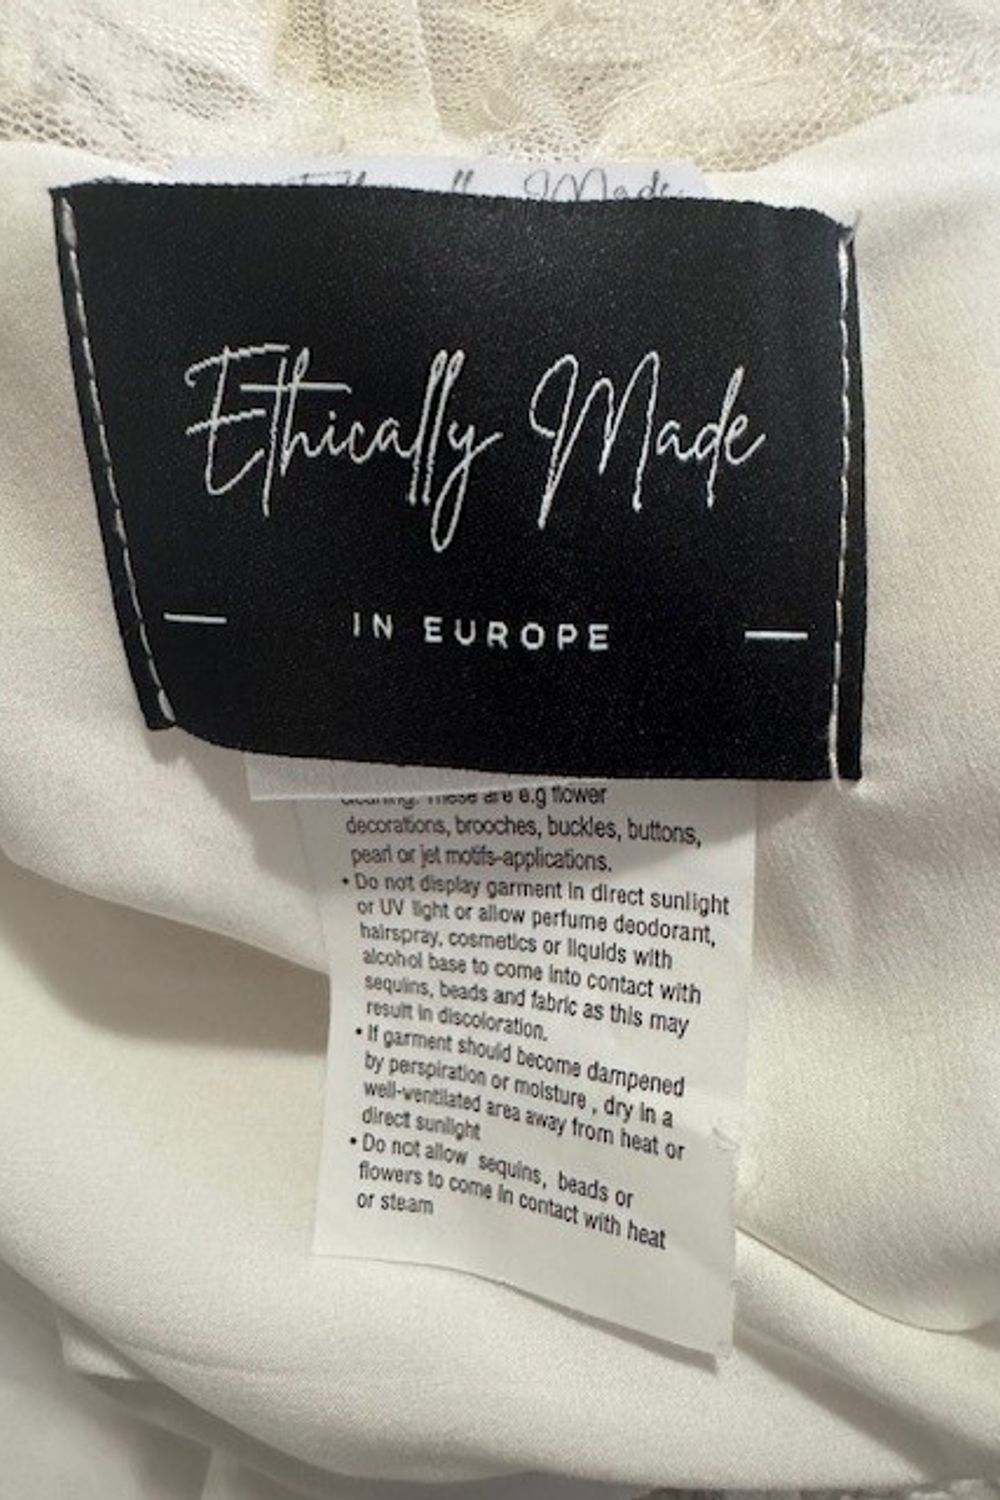 Ethically Made
IN EUROPE
cleaning. These are e.g flower
decorations, brooches, buckles, buttons,
pearl or jet motifs-applications.
• Do not display garment in direct sunlight
or UV light or allow perfume deodorant,
hairspray, cosmetics or liquids with
alcohol base to come into contact with
sequins, beads and fabric as this may
result in discoloration.
• If garment should become dampened
by perspiration or moisture , dry in a
well-ventilated area away from heat or
direct sunlight
• Do not allow sequins, beads or
flowers to come in contact with heat
or steam